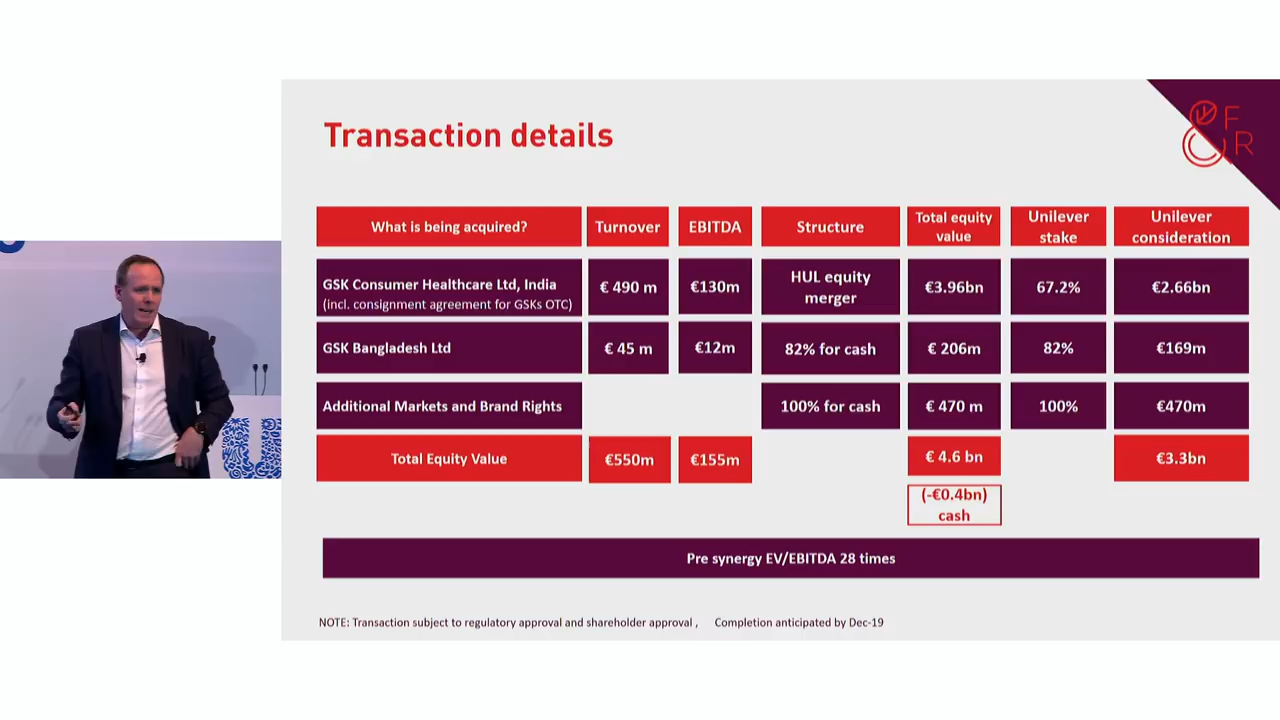 Transaction details
& F
R
What is being acquired?
Turnover
EBITDA
Structure
Total equity
value
Unilever
stake
Unilever
consideration
GSK Consumer Healthcare Ltd, India
(incl. consignment agreement for GSKs OTC)
€ 490 m
€130m
HUL equity
merger
€3.96bn
67.2%
€2.66bn
GSK Bangladesh Ltd
€ 45 m
€12m
82% for cash
€ 206m
82%
€169m
Additional Markets and Brand Rights
100% for cash
€ 470 m
100%
€470m
Total Equity Value
€550m
€155m
€ 4.6 bn
€3.3bn
(-€0.4bn)
cash
Pre synergy EV/EBITDA 28 times
NOTE: Transaction subject to regulatory approval and shareholder approval , Completion anticipated by Dec-19